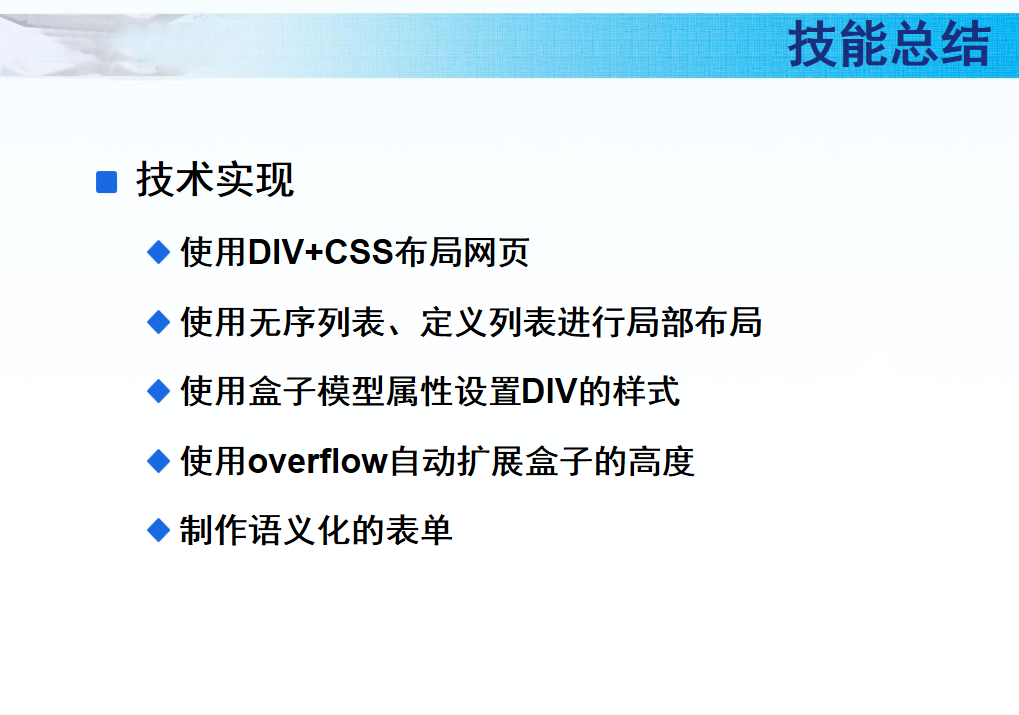 技能总结
技术实现
使用DIV+CSS布局网页
使用无序列表、定义列表进行局部布局
使用盒子模型属性设置DIV的样式
使用overflow自动扩展盒子的高度
制作语义化的表单